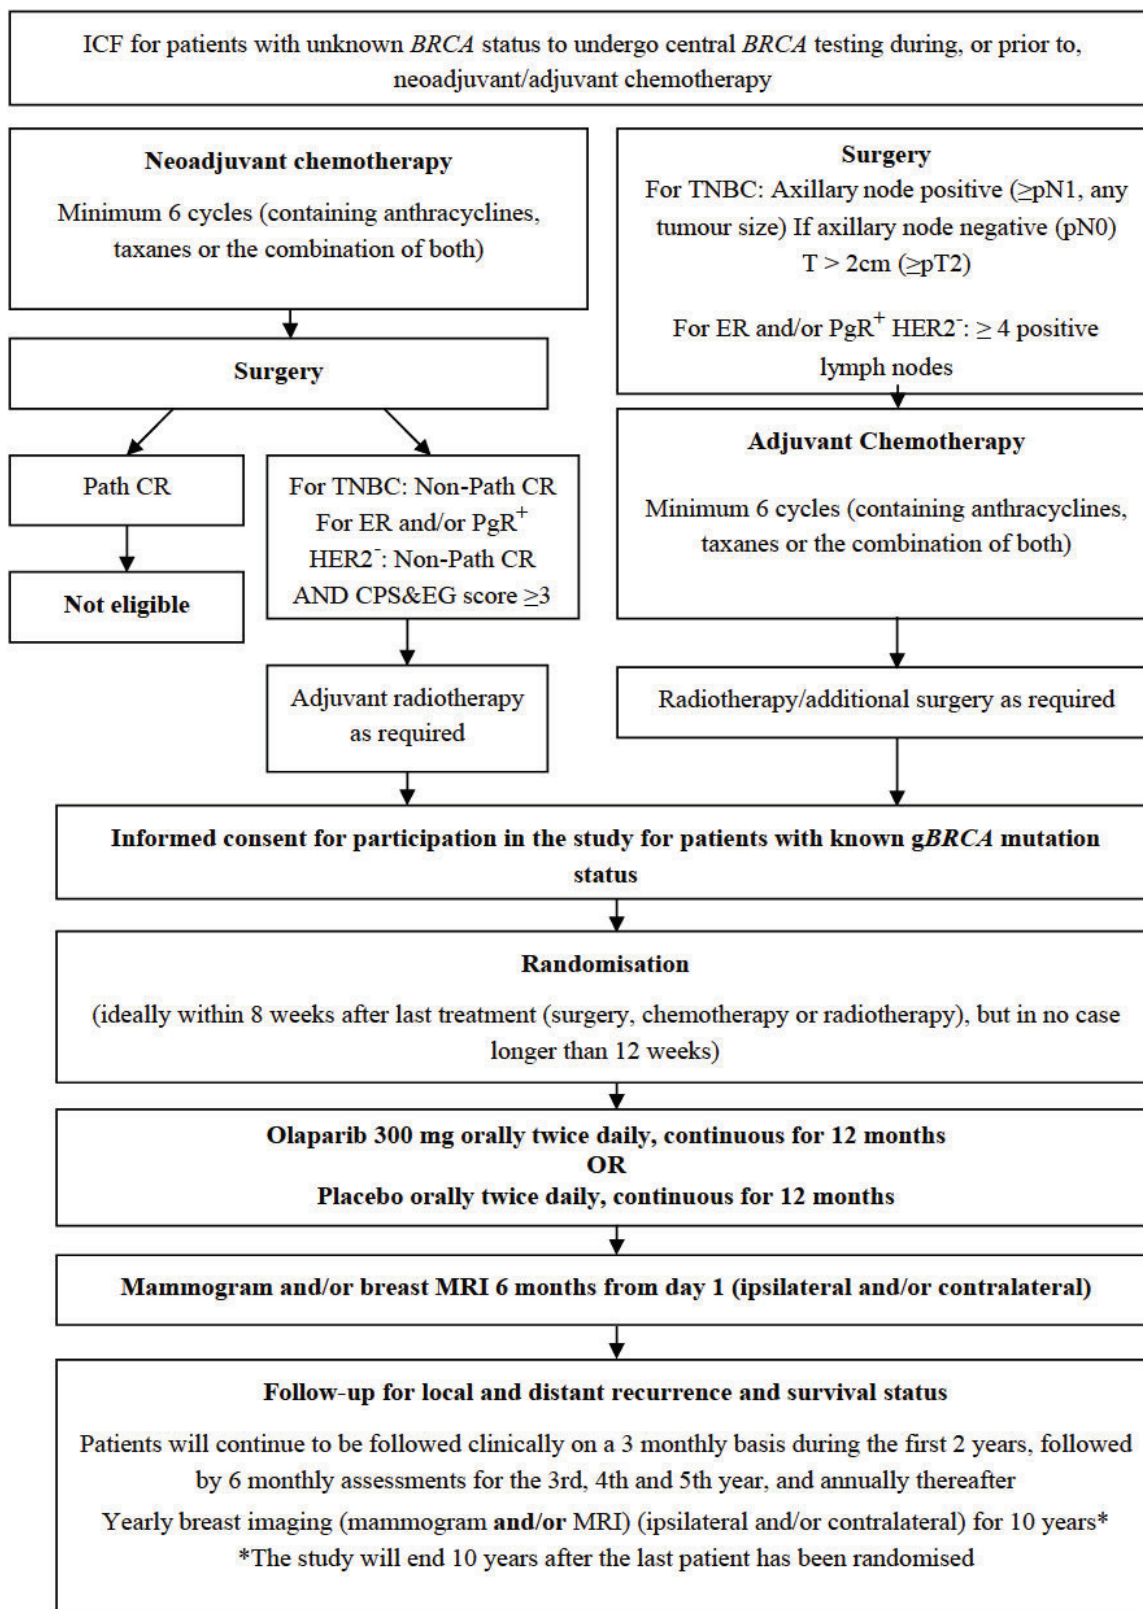 ICF for patients with unknown BRCA status to undergo central BRCA testing during, or prior to,
neoadjuvant/adjuvant chemotherapy
Neoadjuvant chemotherapy
Minimum 6 cycles (containing anthracyclines,
taxanes or the combination of both)
Surgery
Path CR
Not eligible
For TNBC: Non-Path CR
For ER and/or PgR⁺
HER2⁻: Non-Path CR
AND CPS&EG score ≥3
Adjuvant radiotherapy
as required
Surgery
For TNBC: Axillary node positive (≥pN1, any
tumour size) If axillary node negative (pN0)
T > 2cm (≥pT2)
For ER and/or PgR⁺ HER2⁻: ≥ 4 positive
lymph nodes
Adjuvant Chemotherapy
Minimum 6 cycles (containing anthracyclines,
taxanes or the combination of both)
Radiotherapy/additional surgery as required
Informed consent for participation in the study for patients with known gBRCA mutation
status
Randomisation
(ideally within 8 weeks after last treatment (surgery, chemotherapy or radiotherapy), but in no case
longer than 12 weeks)
Olaparib 300 mg orally twice daily, continuous for 12 months
OR
Placebo orally twice daily, continuous for 12 months
Mammogram and/or breast MRI 6 months from day 1 (ipsilateral and/or contralateral)
Follow-up for local and distant recurrence and survival status
Patients will continue to be followed clinically on a 3 monthly basis during the first 2 years, followed
by 6 monthly assessments for the 3rd, 4th and 5th year, and annually thereafter
Yearly breast imaging (mammogram and/or MRI) (ipsilateral and/or contralateral) for 10 years*
*The study will end 10 years after the last patient has been randomised